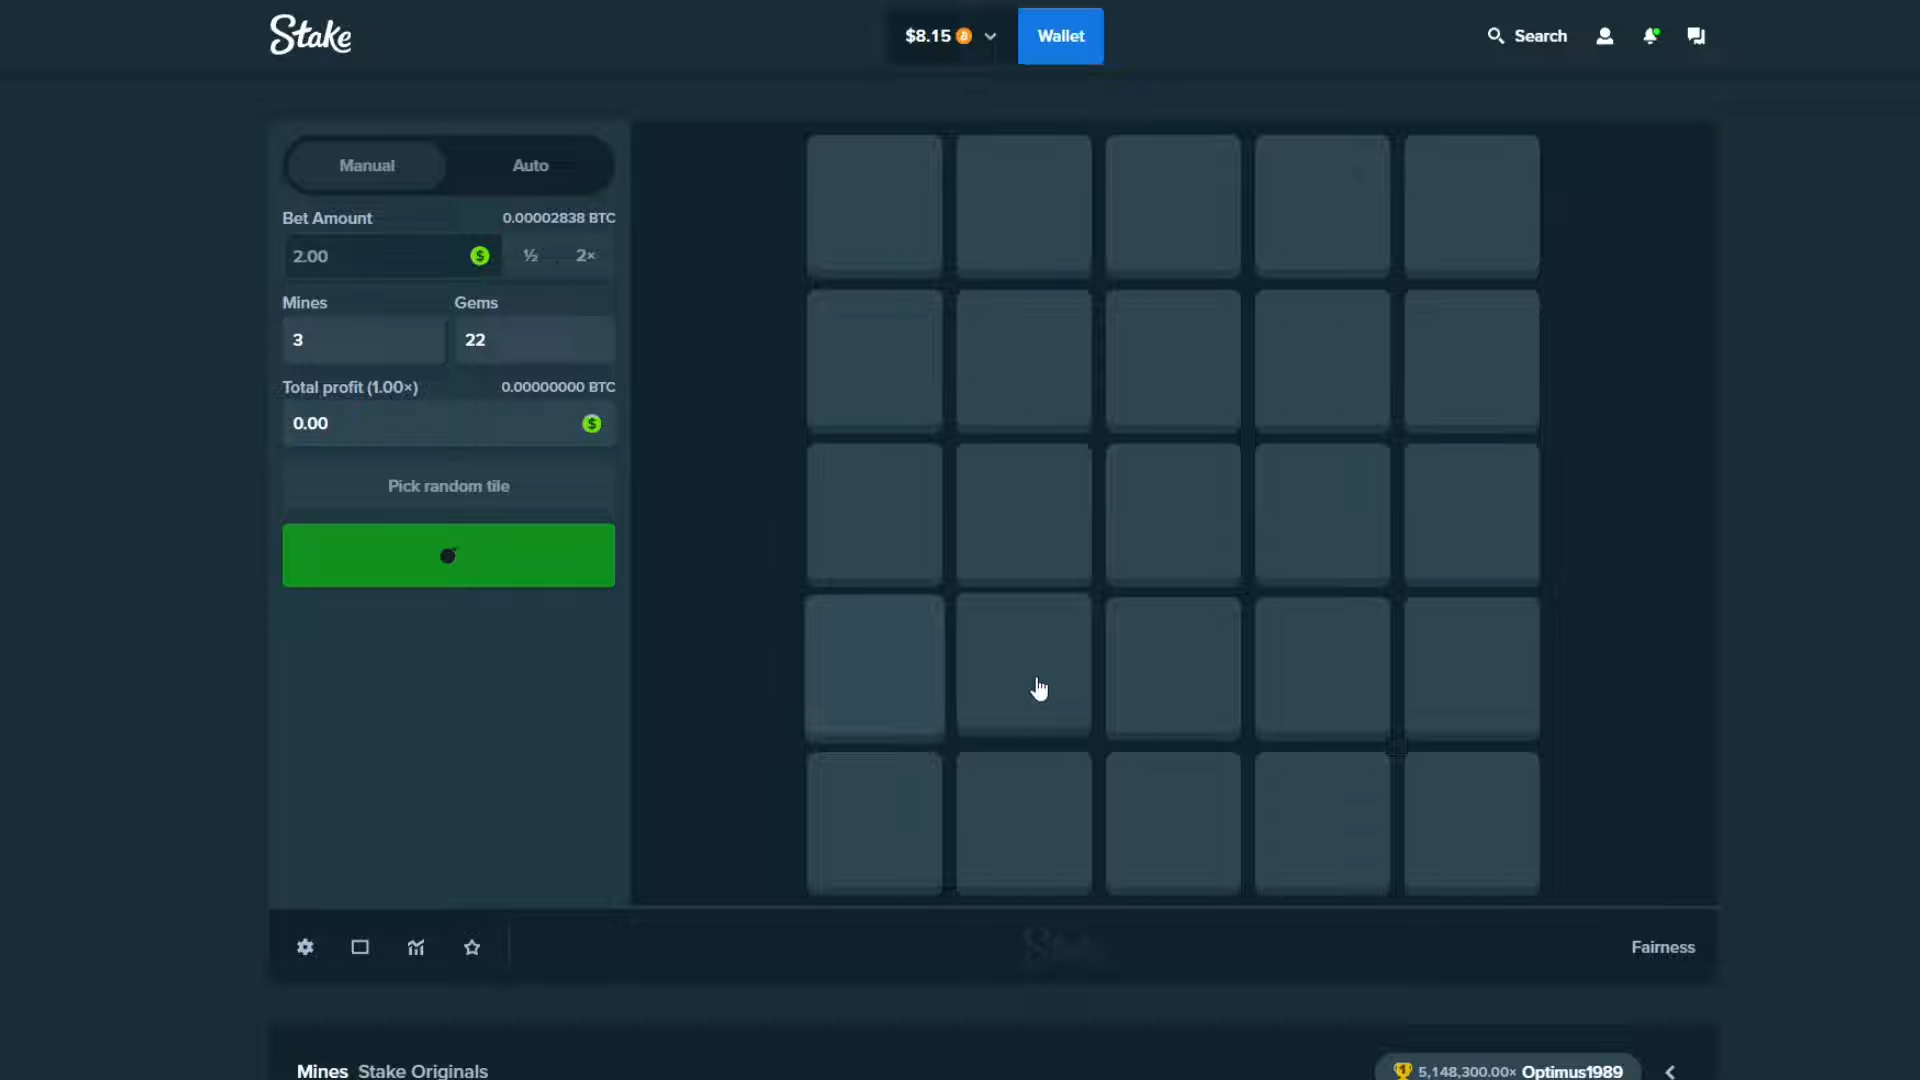 Stake
$8.15
Wallet
Search
Manual
Auto
Bet Amount
0.00002838 BTC
2.00
$
½
2×
Mines
Gems
3
22
Total profit (1.00×)
0.00000000 BTC
0.00
$
Pick random tile
Stake
Fairness
Mines Stake Originals
1
5,148,300.00× Optimus1989